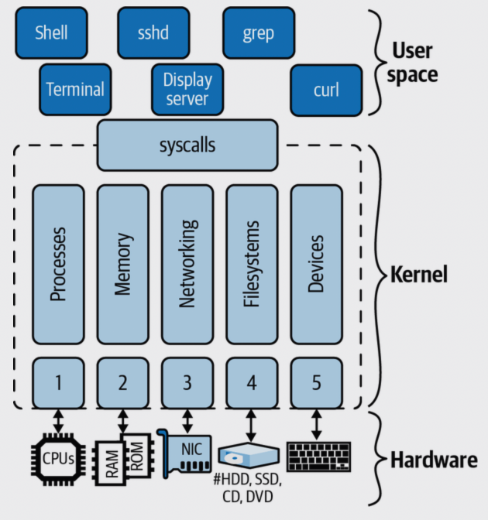 Shell
sshd
grep
User
space
Terminal
Display
server
curl
syscalls
Processes
Memory
Networking
Filesystems
Devices
Kernel
1
2
3
4
5
CPUs
RAM
ROM
NIC
#HDD, SSD,
CD, DVD
Hardware